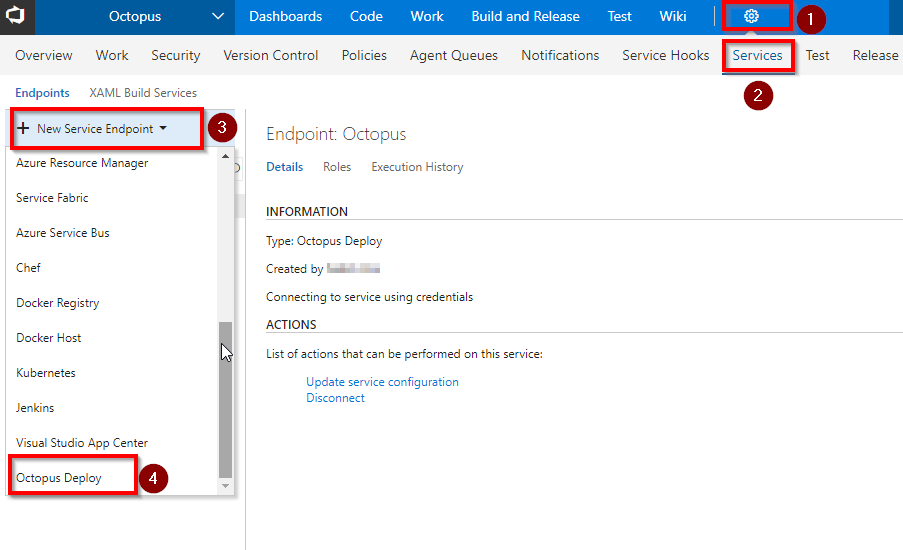 Octopus Dashboards Code Work Build and Release Test Wiki 1
Overview Work Security Version Control Policies Agent Queues Notifications Service Hooks Services Test Release
2
Endpoints XAML Build Services
+ New Service Endpoint 3
Azure Resource Manager
Service Fabric
Azure Service Bus
Chef
Docker Registry
Docker Host
Kubernetes
Jenkins
Visual Studio App Center
Octopus Deploy 4
Endpoint: Octopus
Details Roles Execution History
INFORMATION
Type: Octopus Deploy
Created by
Connecting to service using credentials
ACTIONS
List of actions that can be performed on this service:
Update service configuration
Disconnect